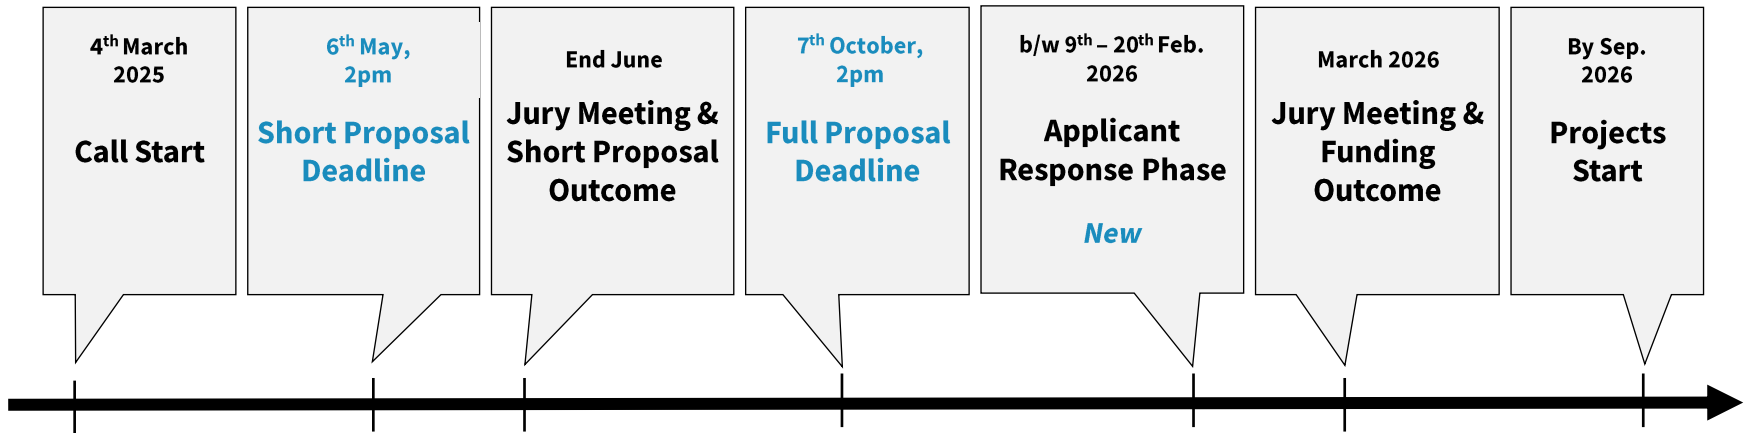 4th March
2025
Call Start
6th May,
2pm
Short Proposal
Deadline
End June
Jury Meeting &
Short Proposal
Outcome
7th October,
2pm
Full Proposal
Deadline
b/w 9th – 20th Feb.
2026
Applicant
Response Phase
New
March 2026
Jury Meeting &
Funding
Outcome
By Sep.
2026
Projects
Start